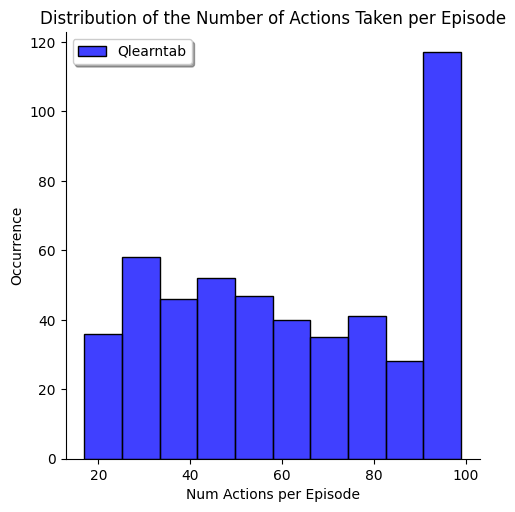 Distribution of the Number of Actions Taken per Episode
Qlearntab
120
100
80
60
40
20
0
Occurrence
20 40 60 80 100
Num Actions per Episode